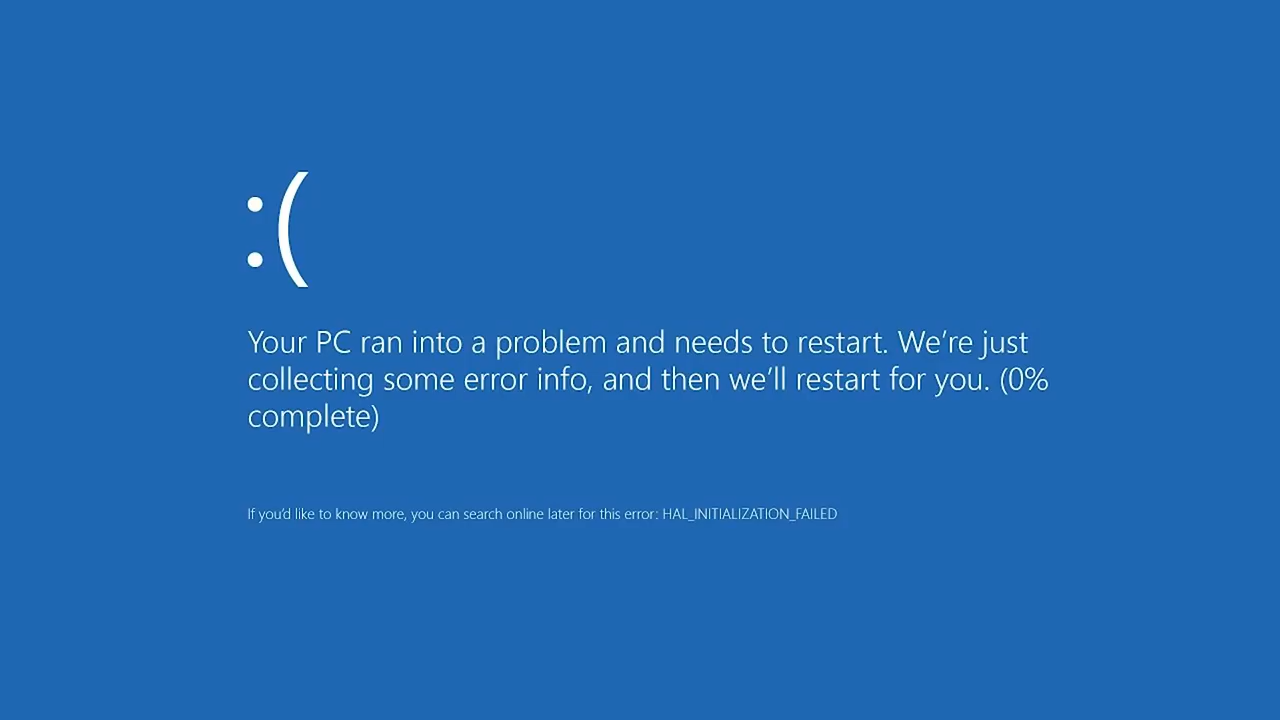 :(
Your PC ran into a problem and needs to restart. We’re just
collecting some error info, and then we’ll restart for you. (0%
complete)
If you’d like to know more, you can search online later for this error: HAL_INITIALIZATION_FAILED